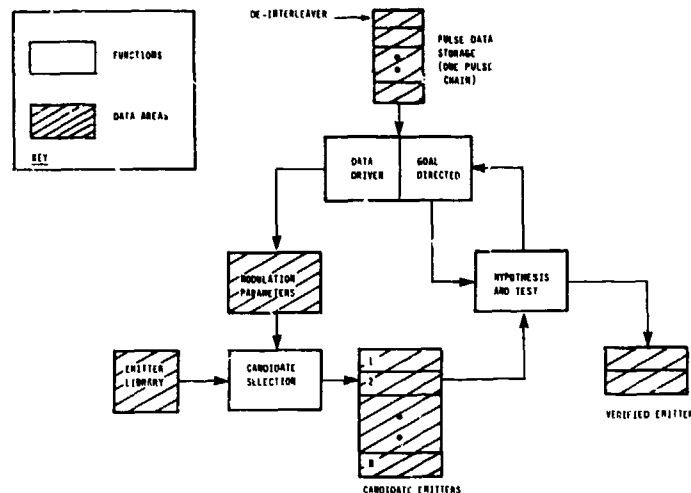 DE-INTERLEAVER
PULSE DATA
STORAGE
(ONE PULSE
CHAIN)
FUNCTIONS
DATA AREAS
KEY
DATA
DRIVEN
GOAL
DIRECTED
MODULATION
PARAMETERS
HYPOTHESIS
AND TEST
EMITTER
LIBRARY
CANDIDATE
SELECTION
1
2
N
VERIFIED EMITTER
CANDIDATE EMITTERS